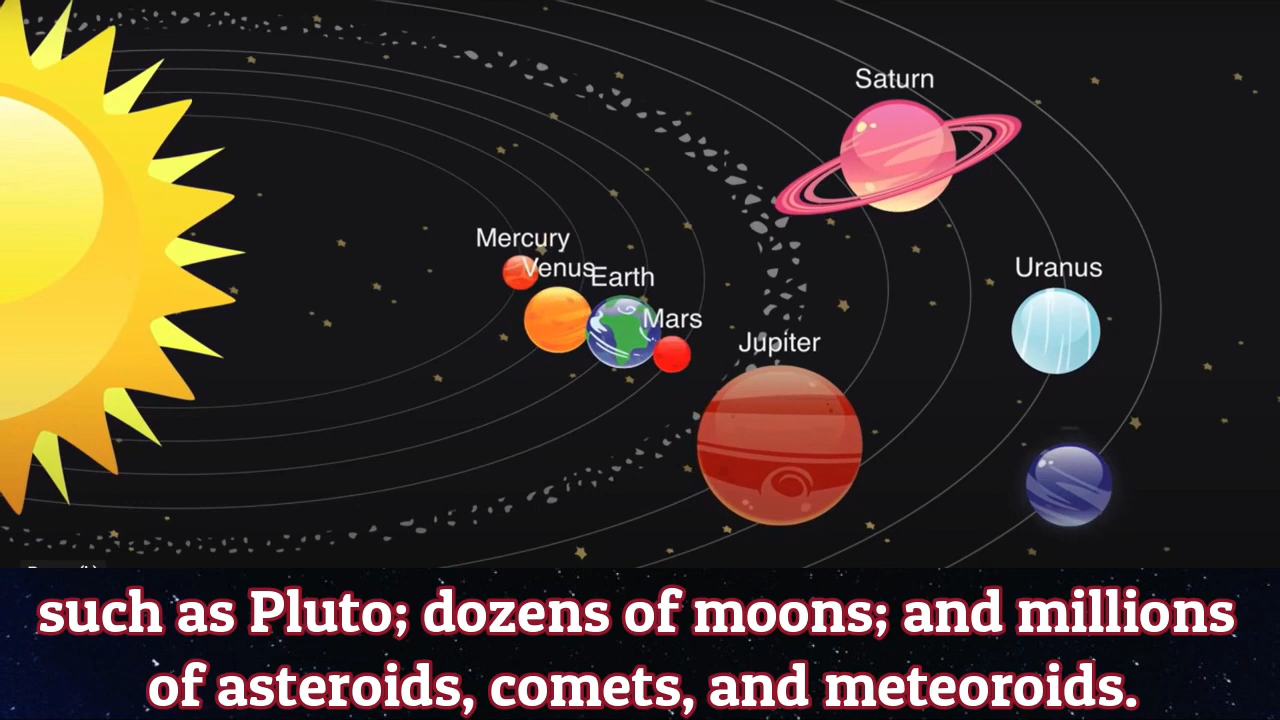 Saturn
Mercury
Venus
Earth
Uranus
Mars
Jupiter
such as Pluto; dozens of moons; and millions
of asteroids, comets, and meteoroids.